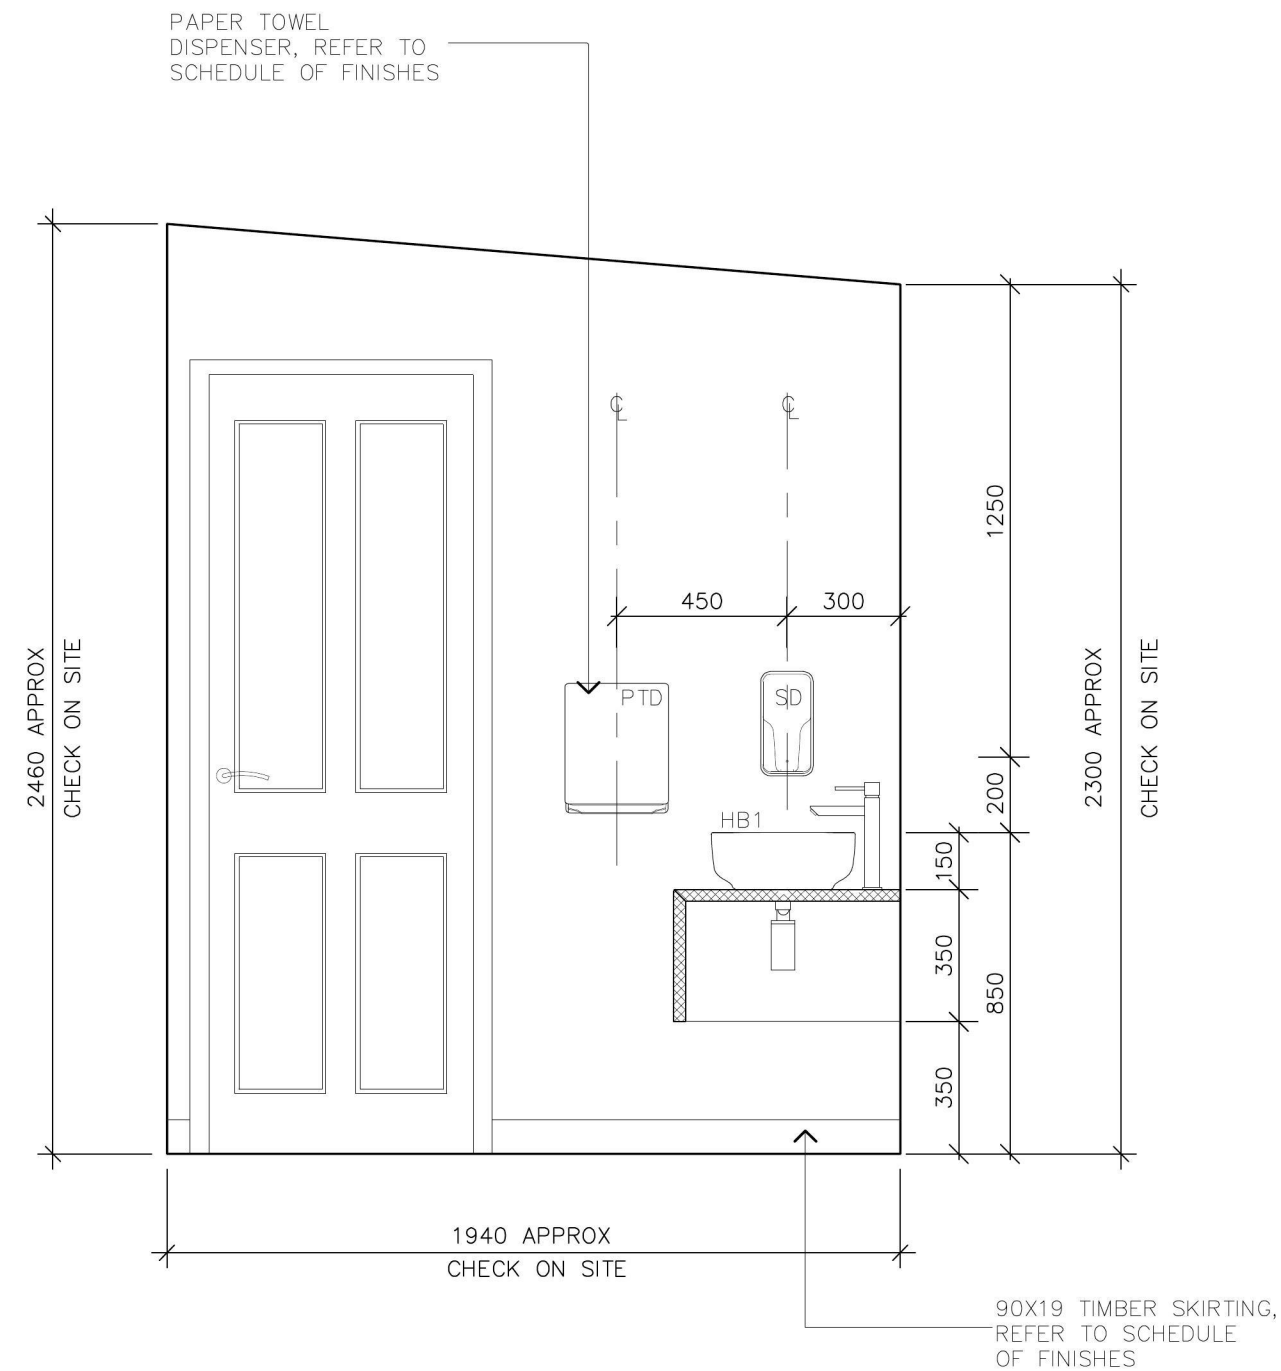 PAPER TOWEL
DISPENSER, REFER TO
SCHEDULE OF FINISHES
℄
℄
1250
450
300
2460 APPROX
CHECK ON SITE
PTD
SD
2300 APPROX
CHECK ON SITE
200
HB1
150
350
850
350
1940 APPROX
CHECK ON SITE
90X19 TIMBER SKIRTING,
REFER TO SCHEDULE
OF FINISHES